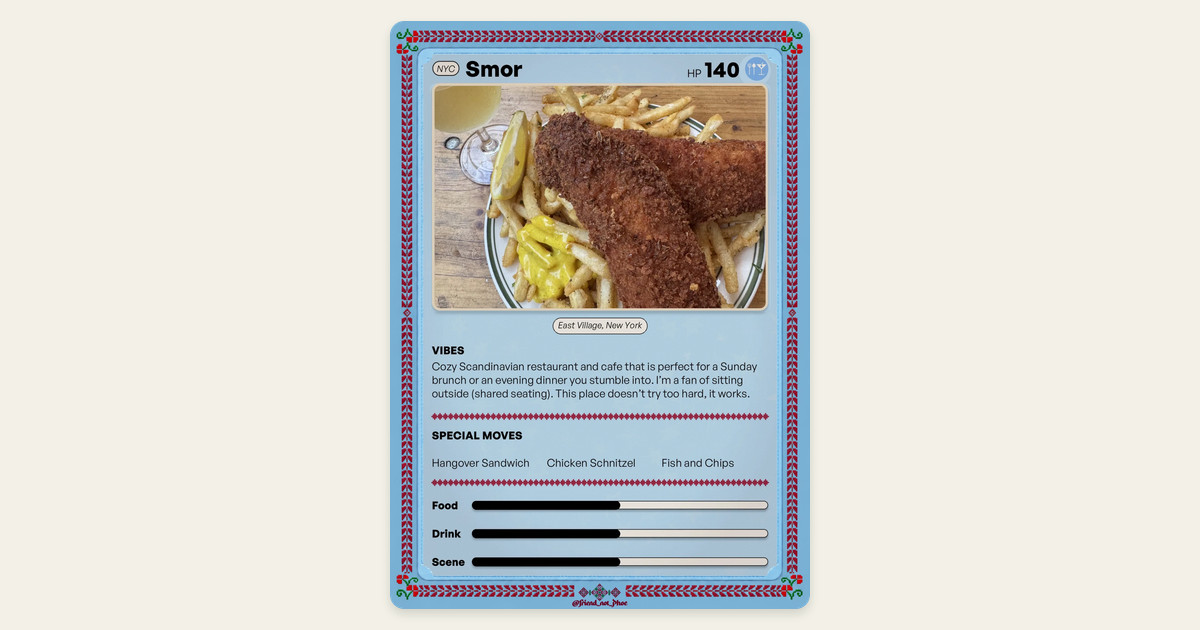 NYC Smor HP 140
East Village, New York
VIBES
Cozy Scandinavian restaurant and cafe that is perfect for a Sunday
brunch or an evening dinner you stumble into. I'm a fan of sitting
outside (shared seating). This place doesn't try too hard, it works.
SPECIAL MOVES
Hangover Sandwich Chicken Schnitzel Fish and Chips
Food
Drink
Scene
@friend_not_phoe